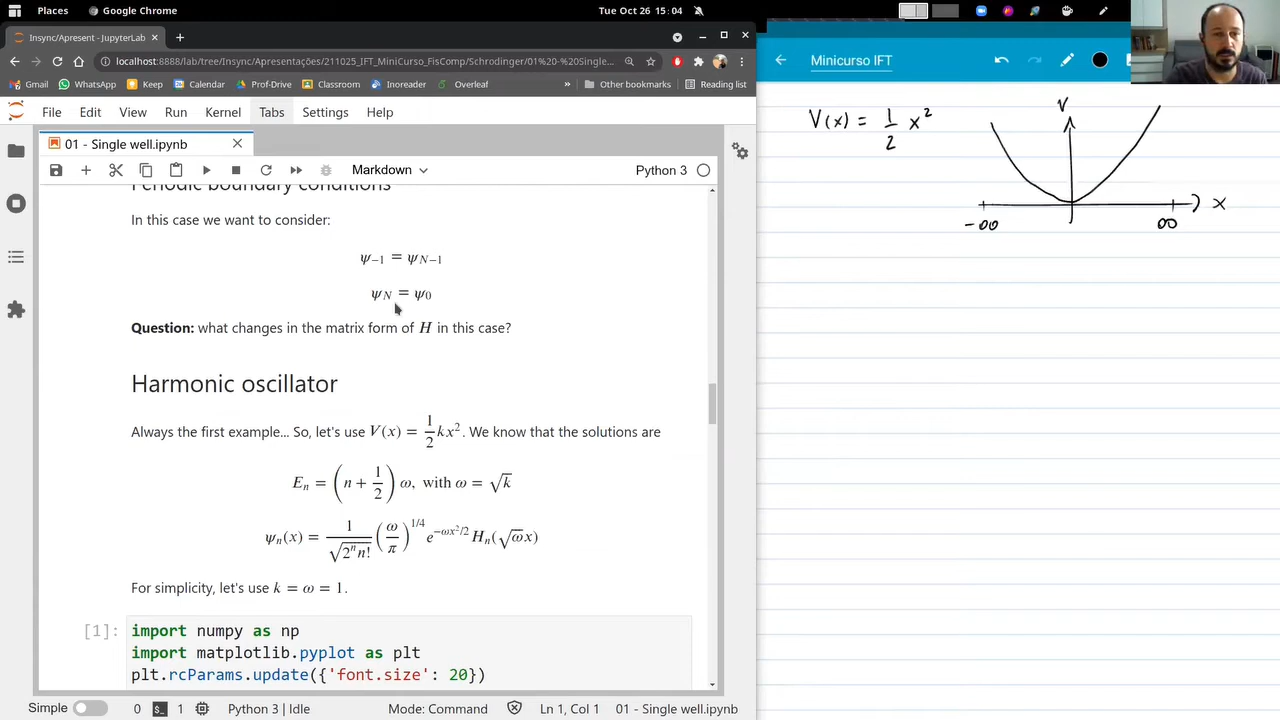 Places
Google Chrome
Tue Oct 26 15:04
Insync/Apresent - JupyterLab
localhost:8888/lab/tree/Insync/Apresentações/211025_IFT_MiniCurso_FisComp/Schrodinger/01%20-%20Single...
Gmail WhatsApp Keep Calendar Prof-Drive Classroom Inoreader Overleaf » Other bookmarks Reading list
File Edit View Run Kernel Tabs Settings Help
01 - Single well.ipynb
Markdown
Python 3
Periodic boundary conditions
In this case we want to consider:
ψ₋₁ = ψ_{N−1}
ψ_N = ψ₀
Question: what changes in the matrix form of H in this case?
Harmonic oscillator
Always the first example... So, let's use V(x) = 1/2 kx². We know that the solutions are
E_n = (n + 1/2) ω, with ω = √k
ψ_n(x) = 1/√(2ⁿn!) (ω/π)^{1/4} e^{−ωx²/2} H_n(√ωx)
For simplicity, let's use k = ω = 1.
[1]: import numpy as np
import matplotlib.pyplot as plt
plt.rcParams.update({'font.size': 20})
Simple 0 1 Python 3 | Idle Mode: Command Ln 1, Col 1 01 - Single well.ipynb
Minicurso IFT
V(x) = 1/2 x²
V
x
-∞ ∞